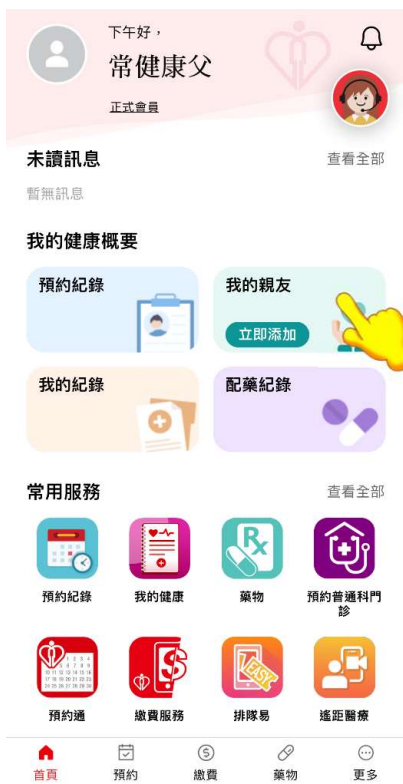 下午好，
常健康父
正式會員
未讀訊息
查看全部
暫無訊息
我的健康概要
預約紀錄
我的親友
立即添加
我的紀錄
配藥紀錄
常用服務
查看全部
預約紀錄
我的健康
藥物
預約普通科門
診
預約通
繳費服務
排隊易
遙距醫療
首頁
預約
繳費
藥物
更多